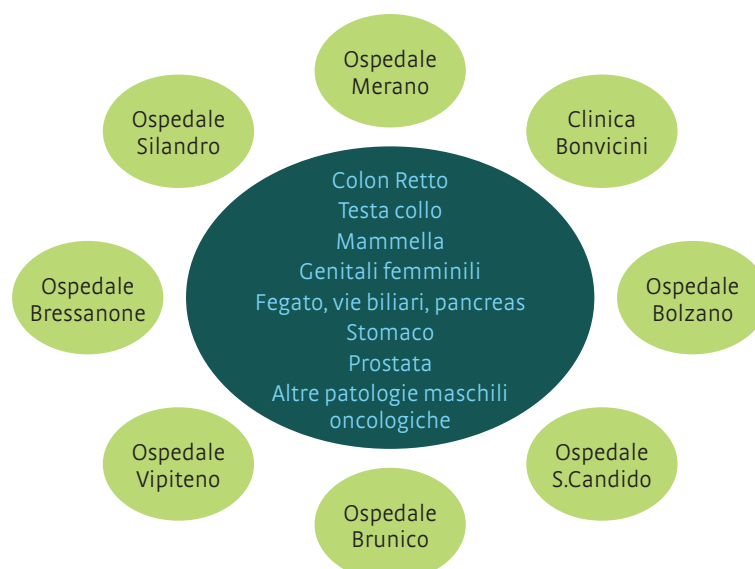 Ospedale
Merano
Ospedale
Silandro
Clinica
Bonvicini
Colon Retto
Testa collo
Mammella
Genitali femminili
Fegato, vie biliari, pancreas
Stomaco
Prostata
Altre patologie maschili
oncologiche
Ospedale
Bressanone
Ospedale
Bolzano
Ospedale
Vipiteno
Ospedale
S.Candido
Ospedale
Brunico